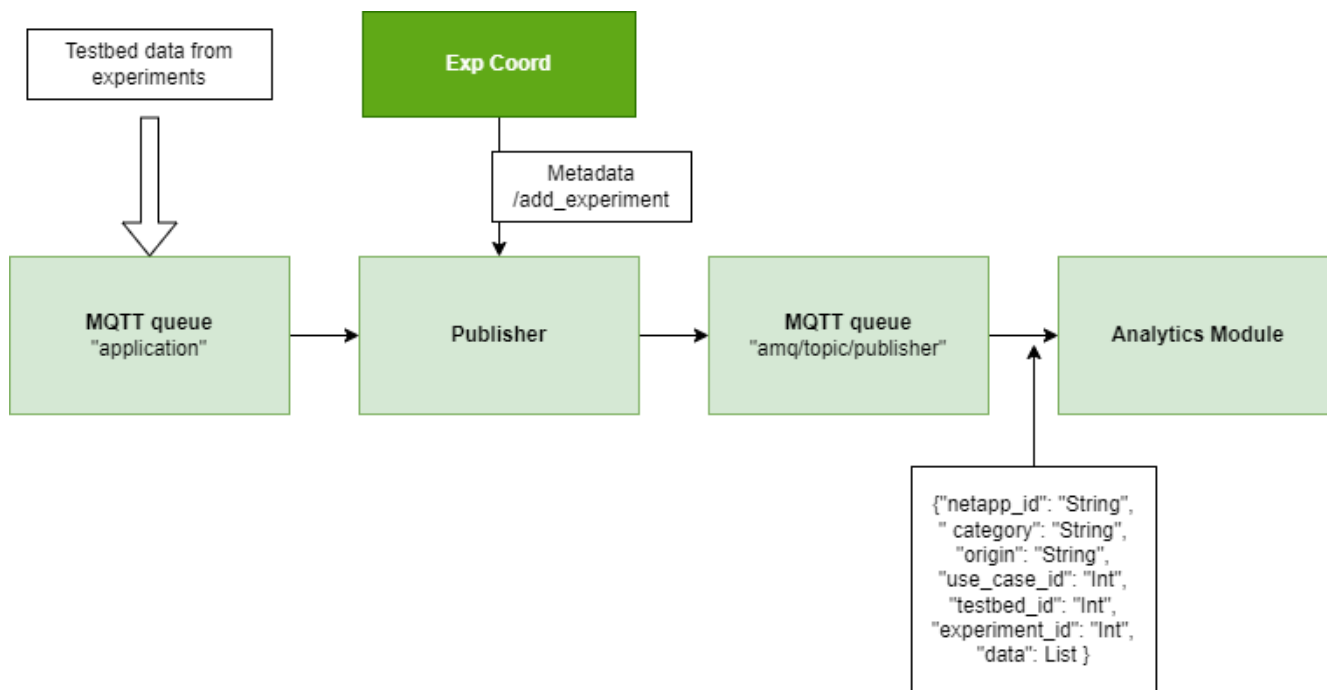 Testbed data from
experiments
Exp Coord
Metadata
/add_experiment
MQTT queue
"application"
Publisher
MQTT queue
"amq/topic/publisher"
Analytics Module
{"netapp_id": "String",
" category": "String",
"origin": "String",
"use_case_id": "Int",
"testbed_id": "Int",
"experiment_id": "Int",
"data": List }